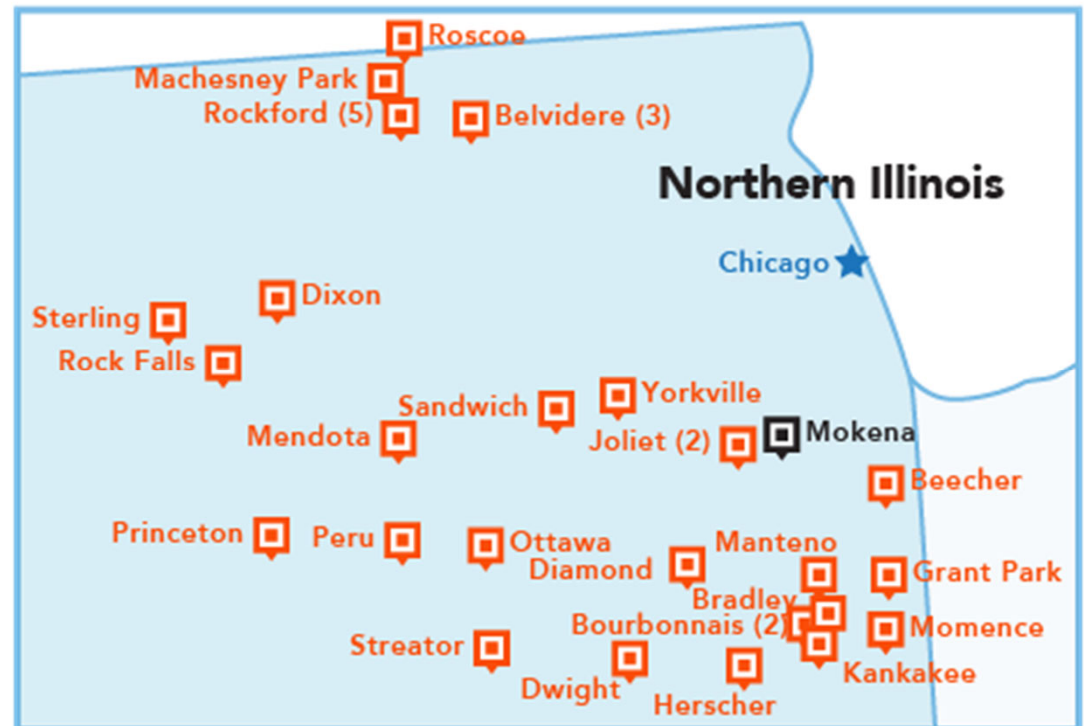 Roscoe
Machesney Park
Rockford (5)
Belvidere (3)
Northern Illinois
Chicago
Dixon
Sterling
Rock Falls
Yorkville
Sandwich
Mokena
Mendota
Joliet (2)
Beecher
Princeton
Peru
Ottawa
Manteno
Diamond
Grant Park
Bradley
Bourbonnais (2)
Momence
Streator
Kankakee
Dwight
Herscher